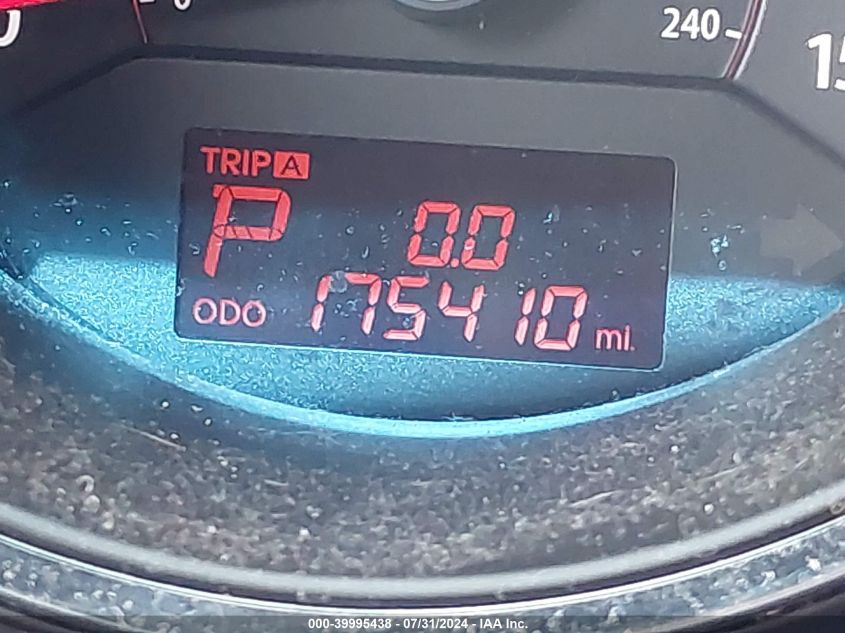 240
TRIP A
P 0.0
ODO 175410 mi.
000-39995438 - 07/31/2024 - IAA Inc.